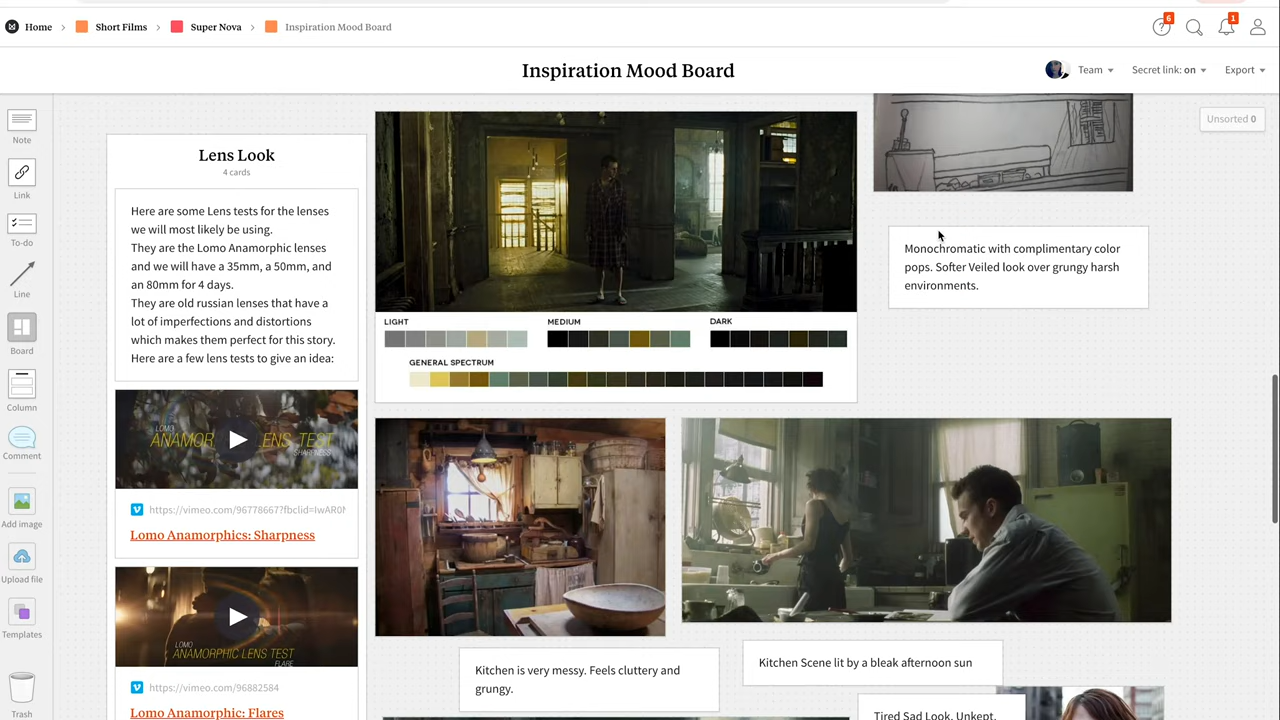 Home
Short Films
Super Nova
Inspiration Mood Board
6
1
Inspiration Mood Board
Team
Secret link: on
Export
Unsorted 0
Note
Link
To-do
Line
Board
Column
Comment
Add image
Upload file
Templates
Trash
Lens Look
4 cards
Here are some Lens tests for the lenses
we will most likely be using.
They are the Lomo Anamorphic lenses
and we will have a 35mm, a 50mm, and
an 80mm for 4 days.
They are old russian lenses that have a
lot of imperfections and distortions
which makes them perfect for this story.
Here are a few lens tests to give an idea:
LOMO
ANAMOR ENS TEST
SHARPNESS
https://vimeo.com/96778667?fbclid=IwAR0
Lomo Anamorphics: Sharpness
LOMO
ANAMORPHIC LENS TEST
FLARE
https://vimeo.com/96882584
Lomo Anamorphic: Flares
LIGHT
MEDIUM
DARK
GENERAL SPECTRUM
Monochromatic with complimentary color
pops. Softer Veiled look over grungy harsh
environments.
Kitchen is very messy. Feels cluttery and
grungy.
Kitchen Scene lit by a bleak afternoon sun
Tired Sad Look. Unkept.